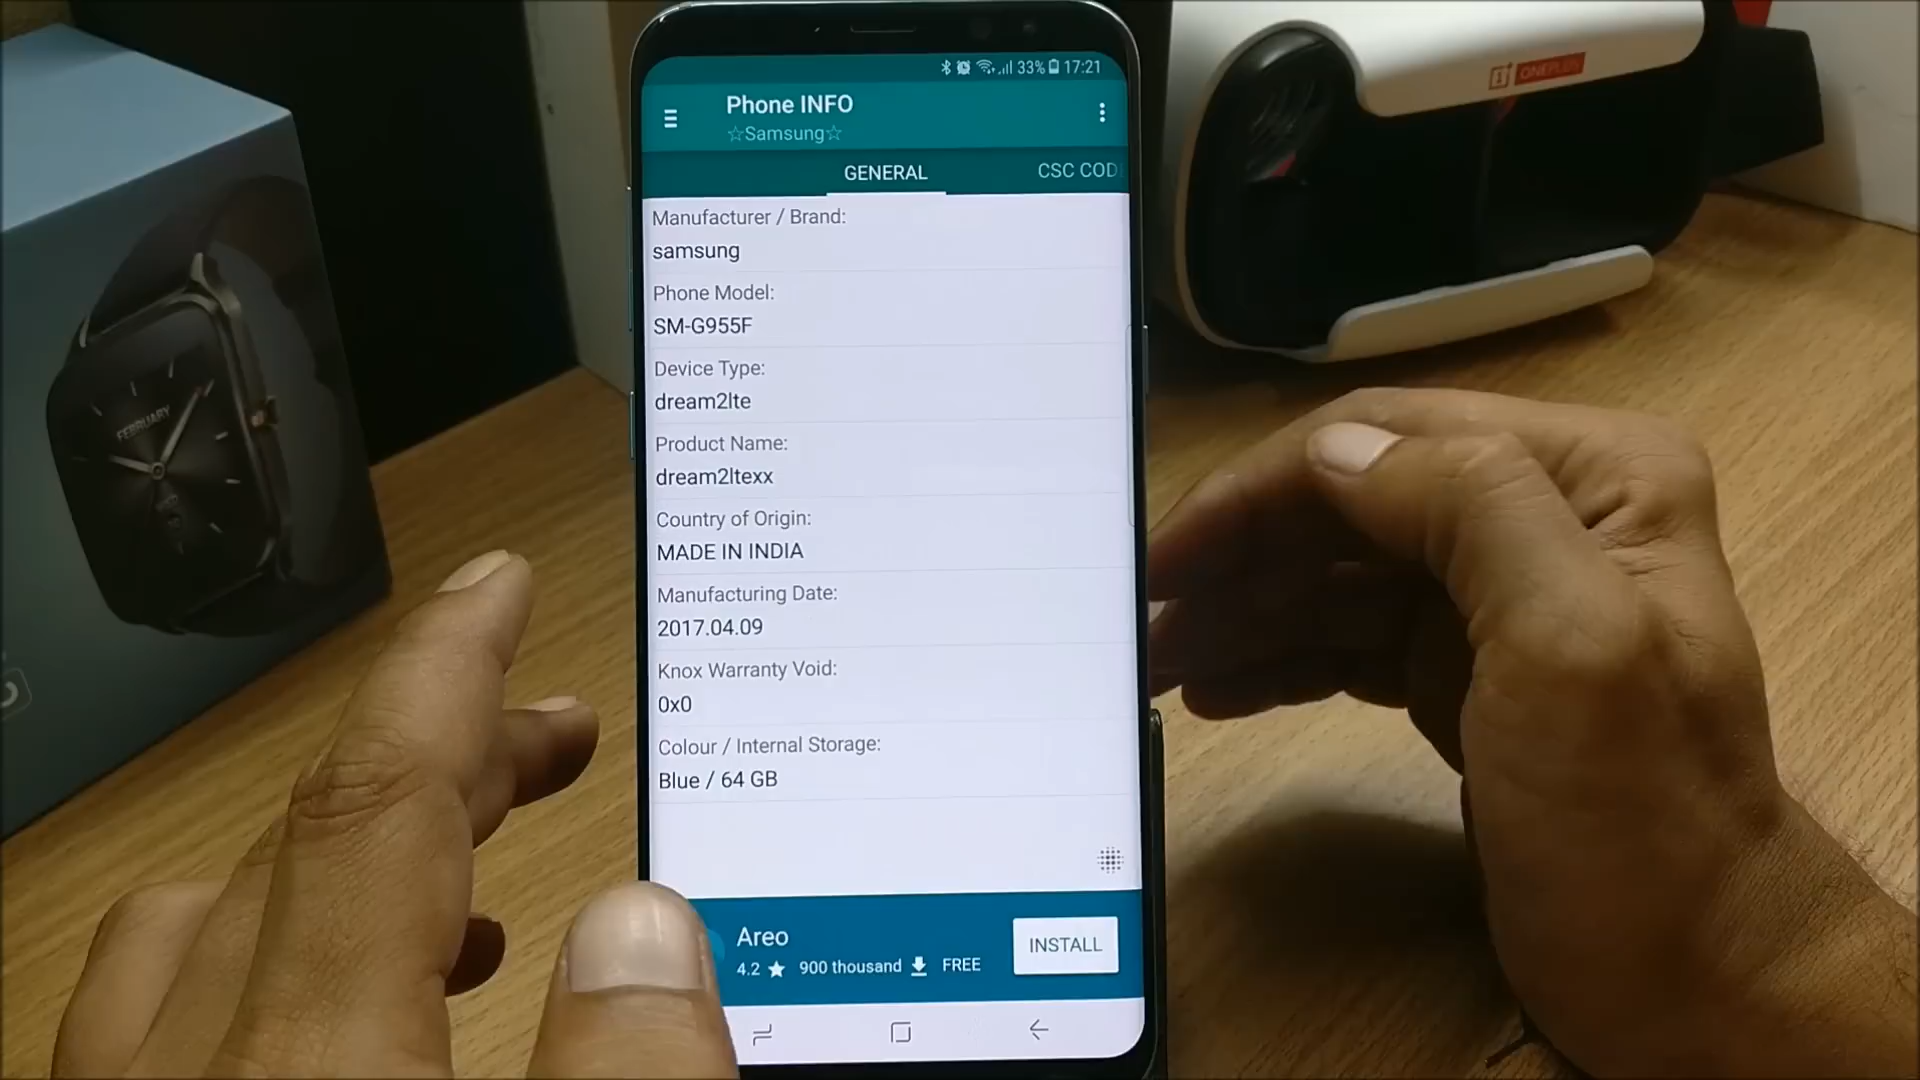 33% 17:21
Phone INFO
☆Samsung☆
GENERAL
CSC COD
Manufacturer / Brand:
samsung
Phone Model:
SM-G955F
Device Type:
dream2lte
Product Name:
dream2ltexx
Country of Origin:
MADE IN INDIA
Manufacturing Date:
2017.04.09
Knox Warranty Void:
0x0
Colour / Internal Storage:
Blue / 64 GB
Areo
4.2 ★ 900 thousand FREE
INSTALL
ONEPLUS
FEBRUARY